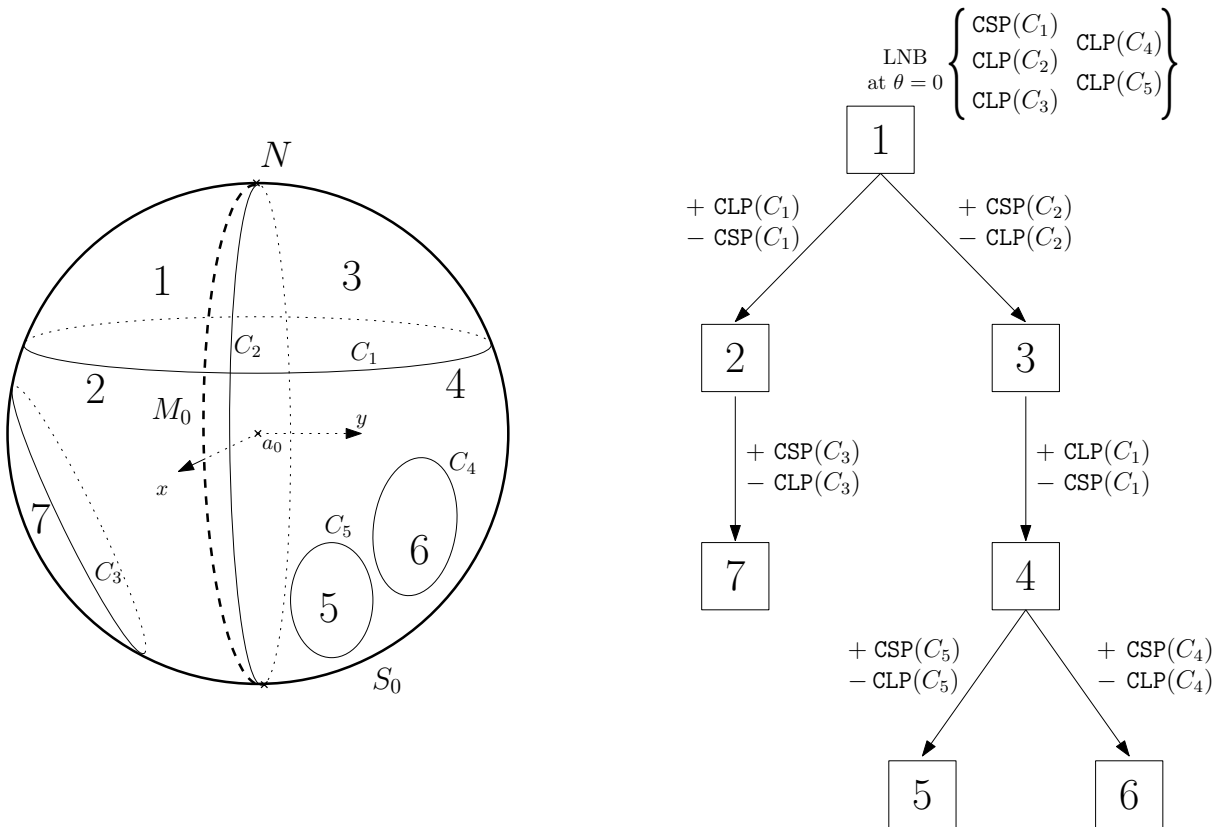 N
1
3
C₂
C₁
2
4
M₀
y
a₀
x
C₄
7
C₅
6
C₃
5
S₀
LNB
at θ = 0
CSP(C₁)
CLP(C₂)
CLP(C₃)
CLP(C₄)
CLP(C₅)
1
+ CLP(C₁)
− CSP(C₁)
+ CSP(C₂)
− CLP(C₂)
2
3
+ CSP(C₃)
− CLP(C₃)
+ CLP(C₁)
− CSP(C₁)
7
4
+ CSP(C₅)
− CLP(C₅)
+ CSP(C₄)
− CLP(C₄)
5
6